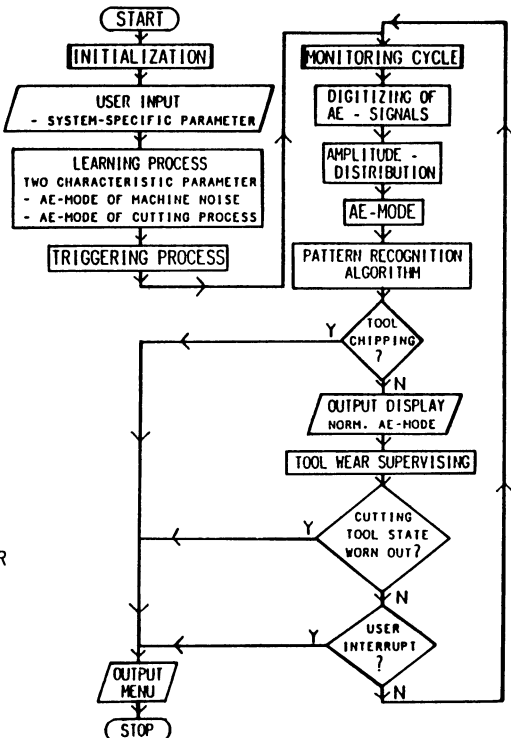 START
INITIALIZATION
USER INPUT
- SYSTEM-SPECIFIC PARAMETER
LEARNING PROCESS
TWO CHARACTERISTIC PARAMETER
- AE-MODE OF MACHINE NOISE
- AE-MODE OF CUTTING PROCESS
TRIGGERING PROCESS
MONITORING CYCLE
DIGITIZING OF
AE - SIGNALS
AMPLITUDE -
DISTRIBUTION
AE-MODE
PATTERN RECOGNITION
ALGORITHM
TOOL
CHIPPING
?
Y
N
OUTPUT DISPLAY
NORM. AE-MODE
TOOL WEAR SUPERVISING
CUTTING
TOOL STATE
WORN OUT?
Y
N
USER
INTERRUPT
?
Y
N
R
OUTPUT
MENU
STOP